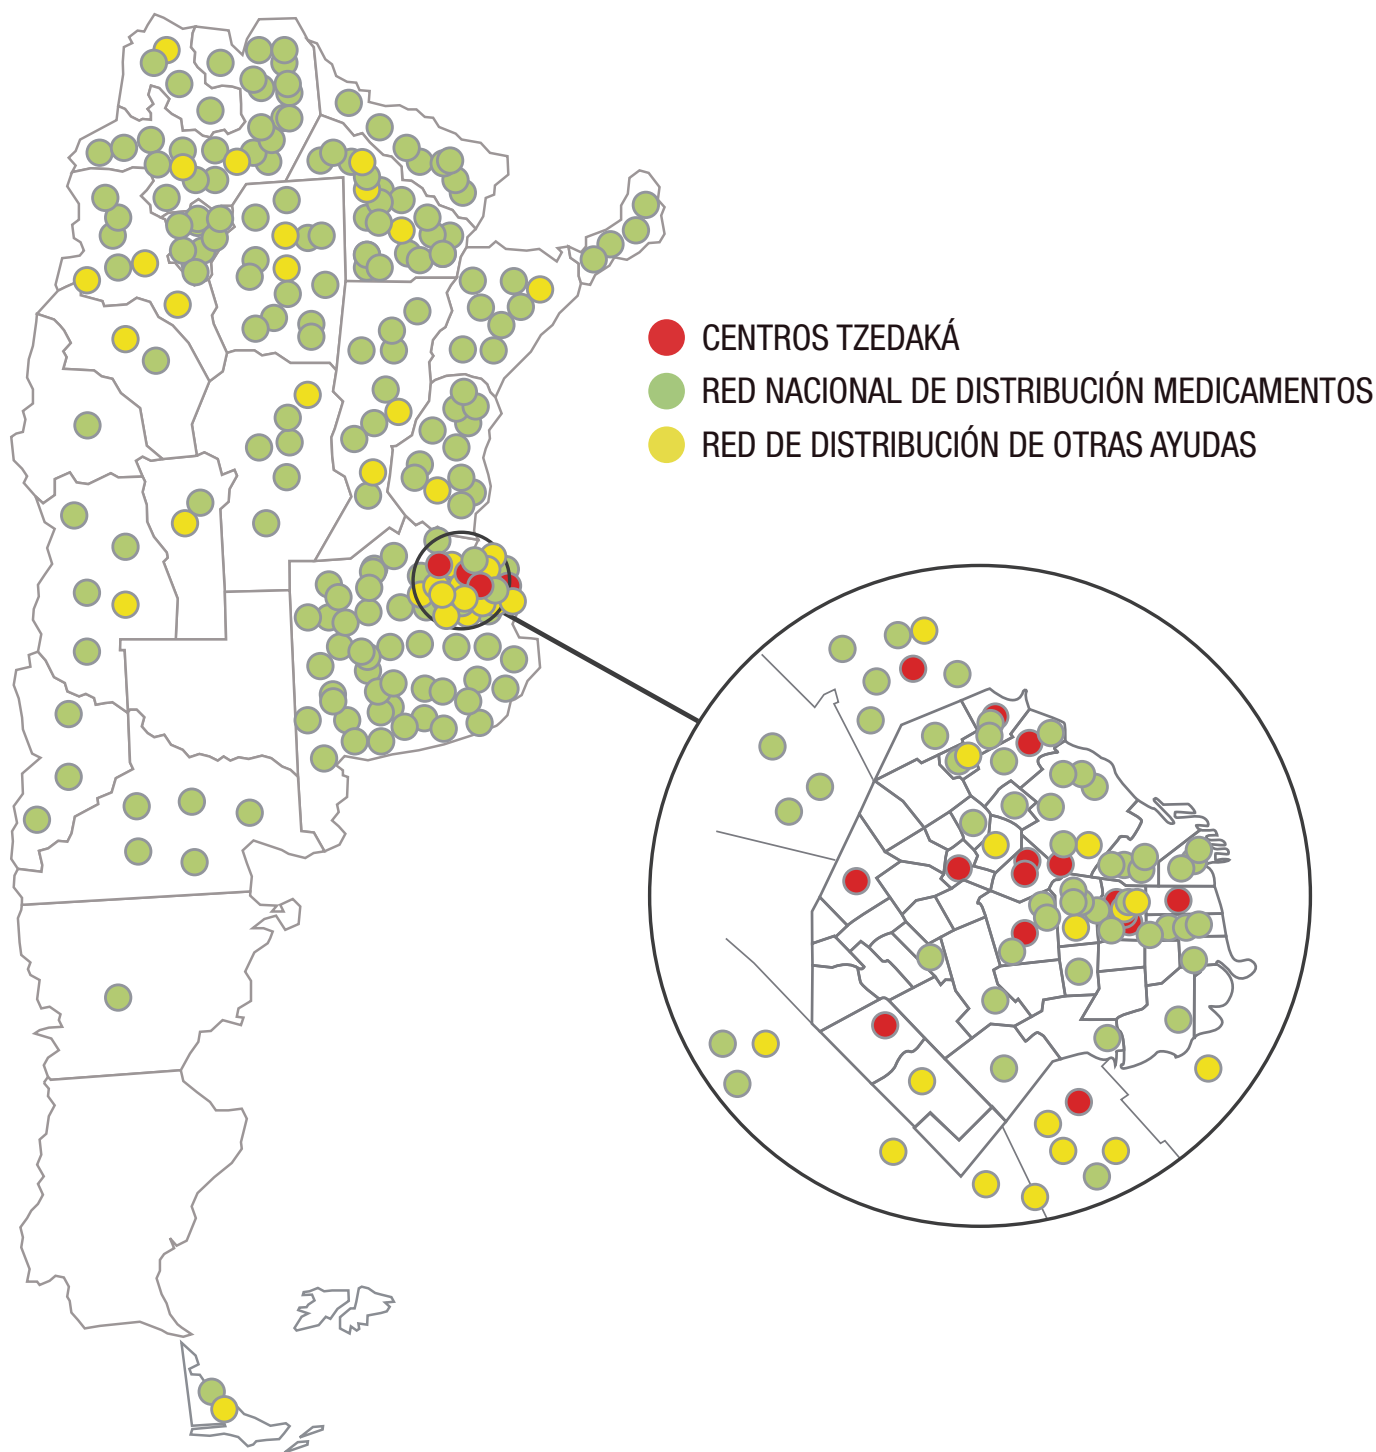 CENTROS TZEDAKÁ
RED NACIONAL DE DISTRIBUCIÓN MEDICAMENTOS
RED DE DISTRIBUCIÓN DE OTRAS AYUDAS